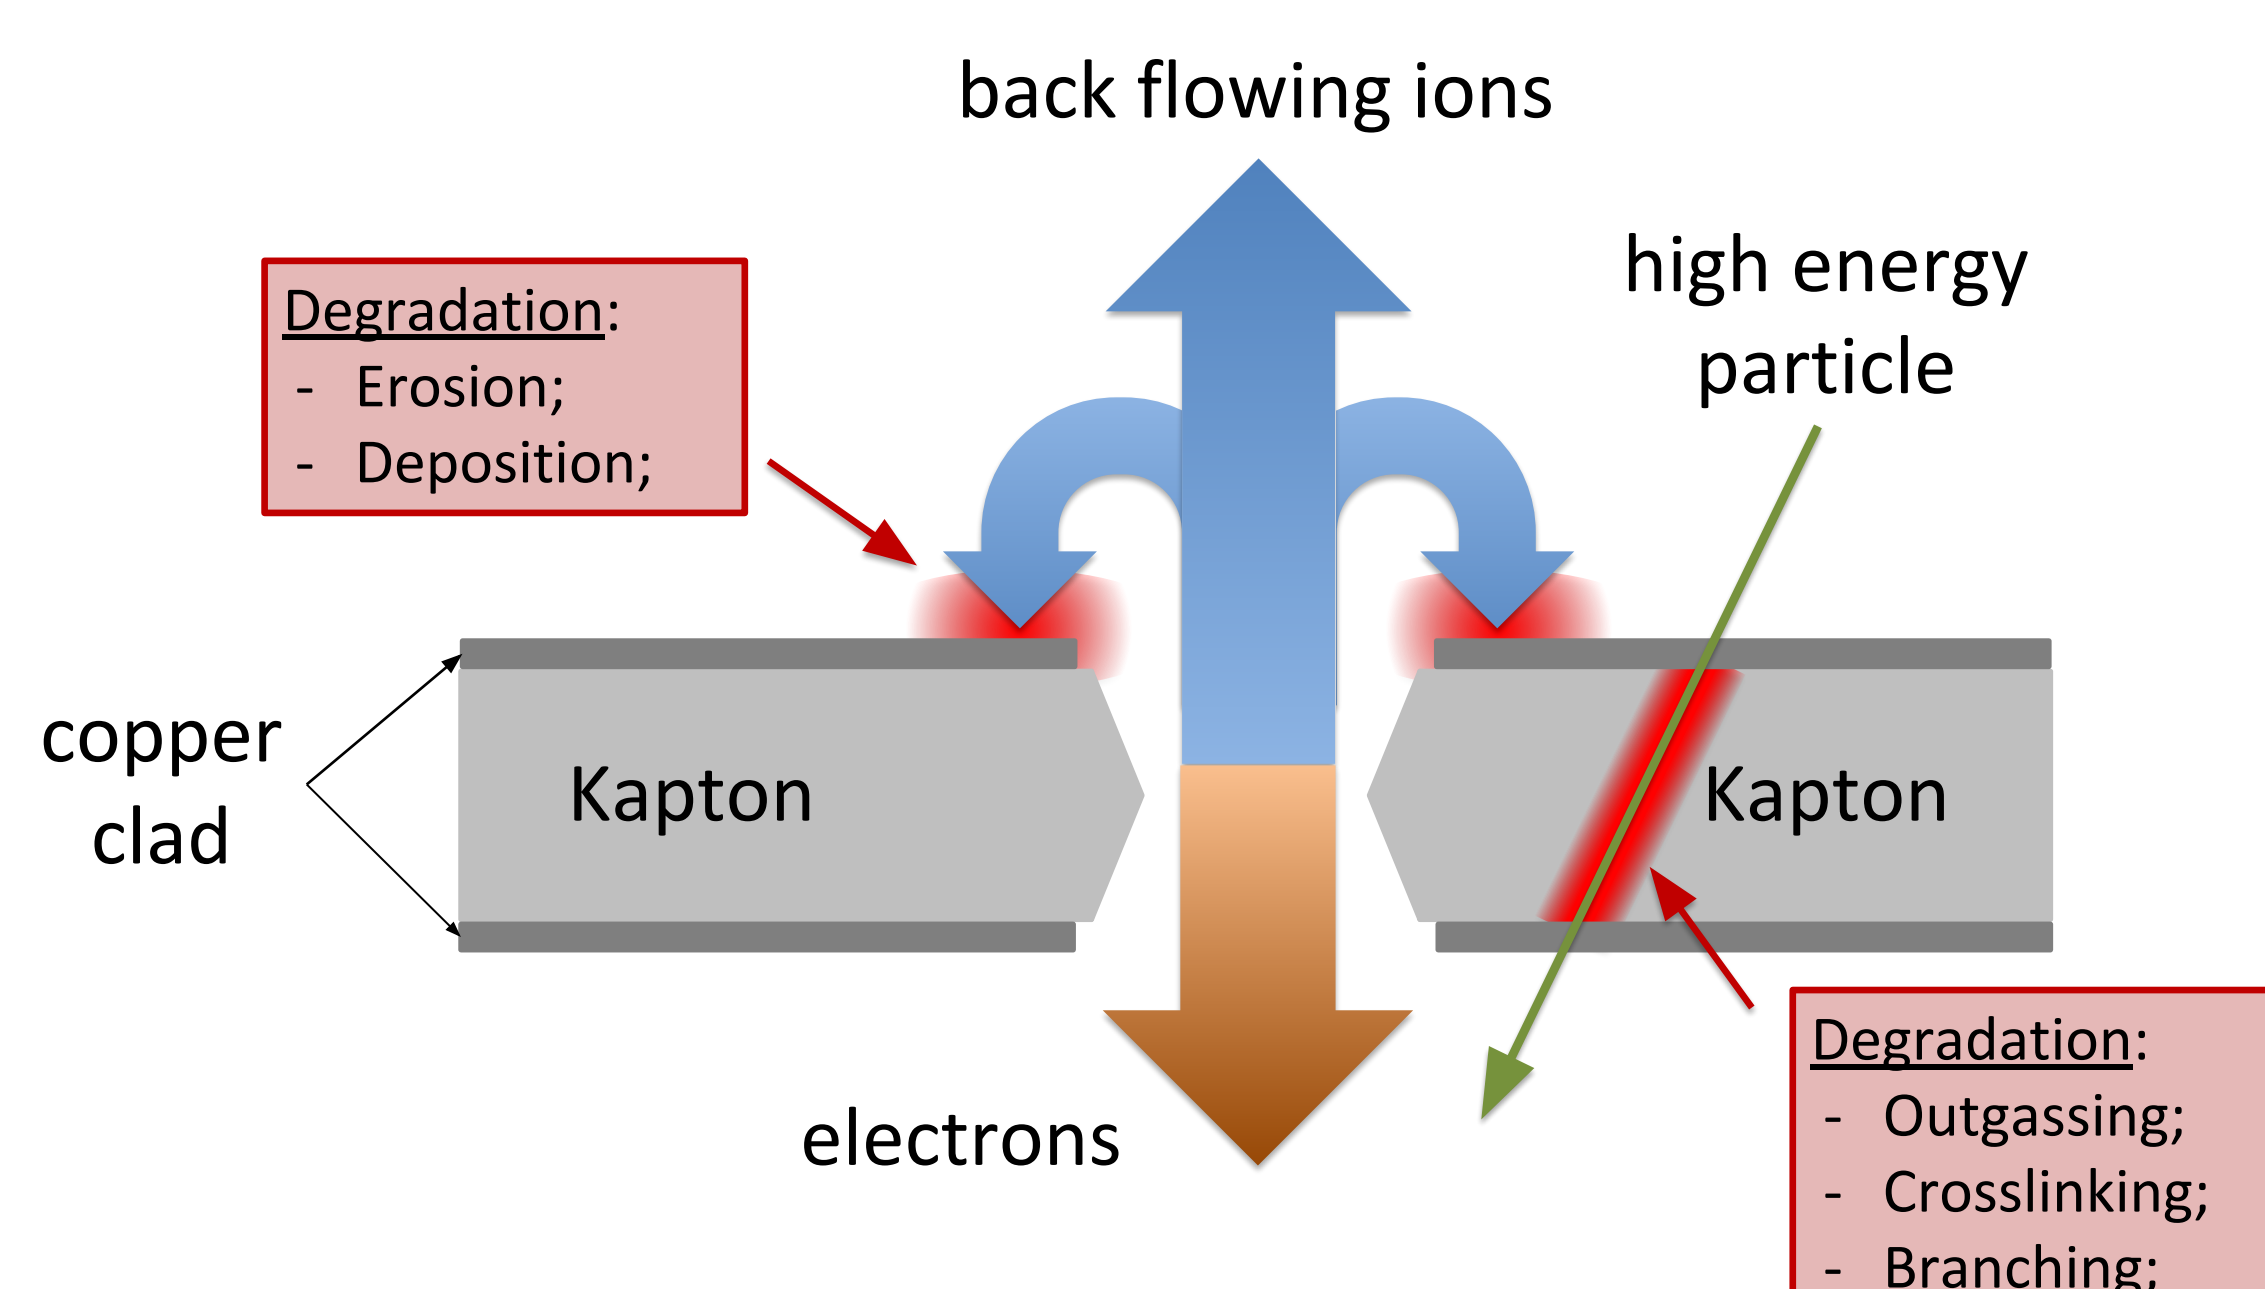 back flowing ions
high energy
particle
Degradation:
- Erosion;
- Deposition;
copper
clad
Kapton
Kapton
electrons
Degradation:
- Outgassing;
- Crosslinking;
- Branching;